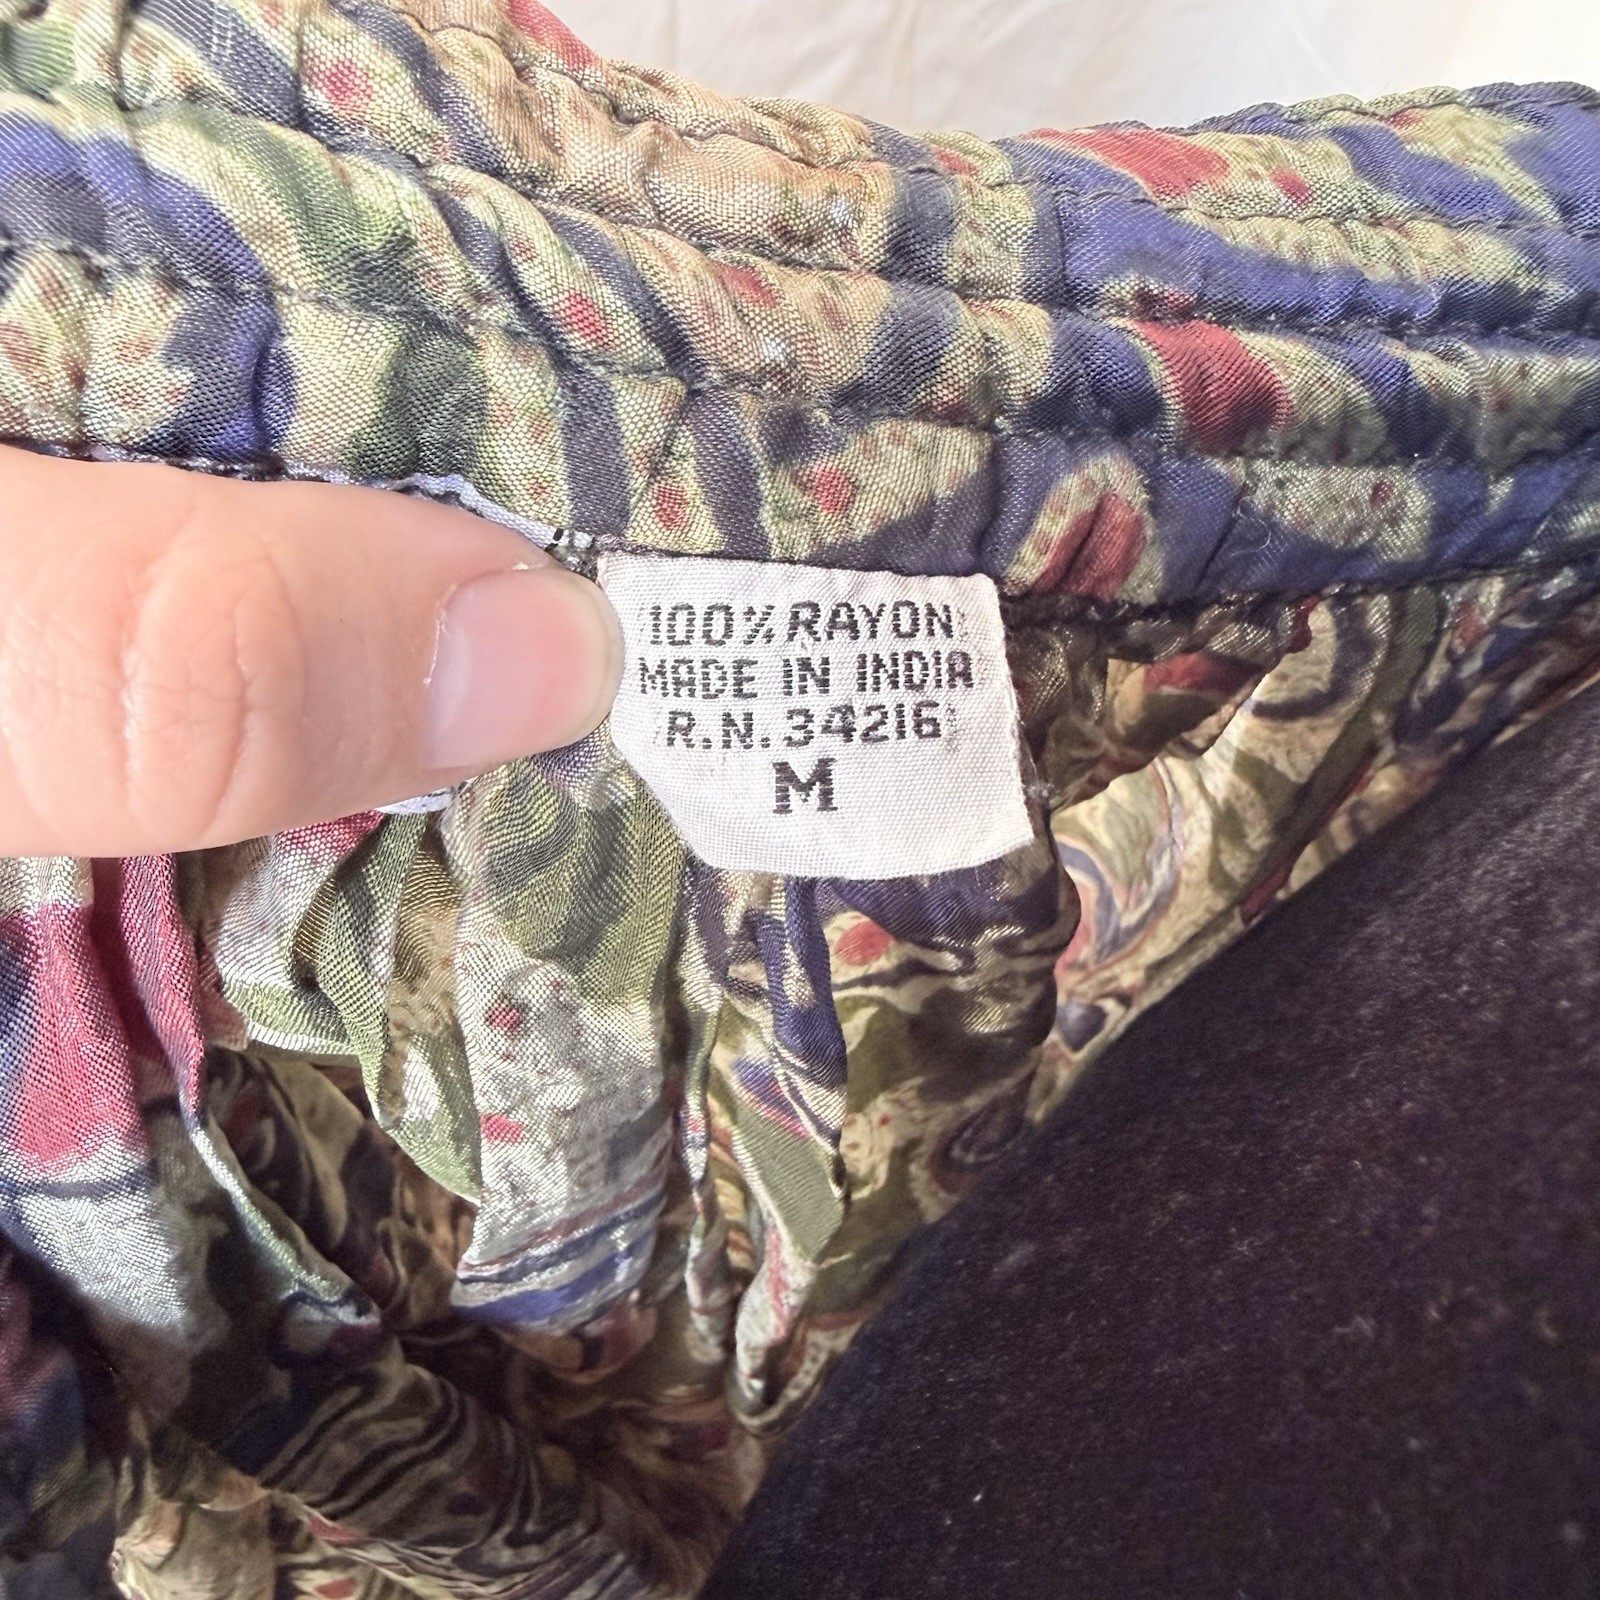 100% RAYON
MADE IN INDIA
R.N. 34216
M